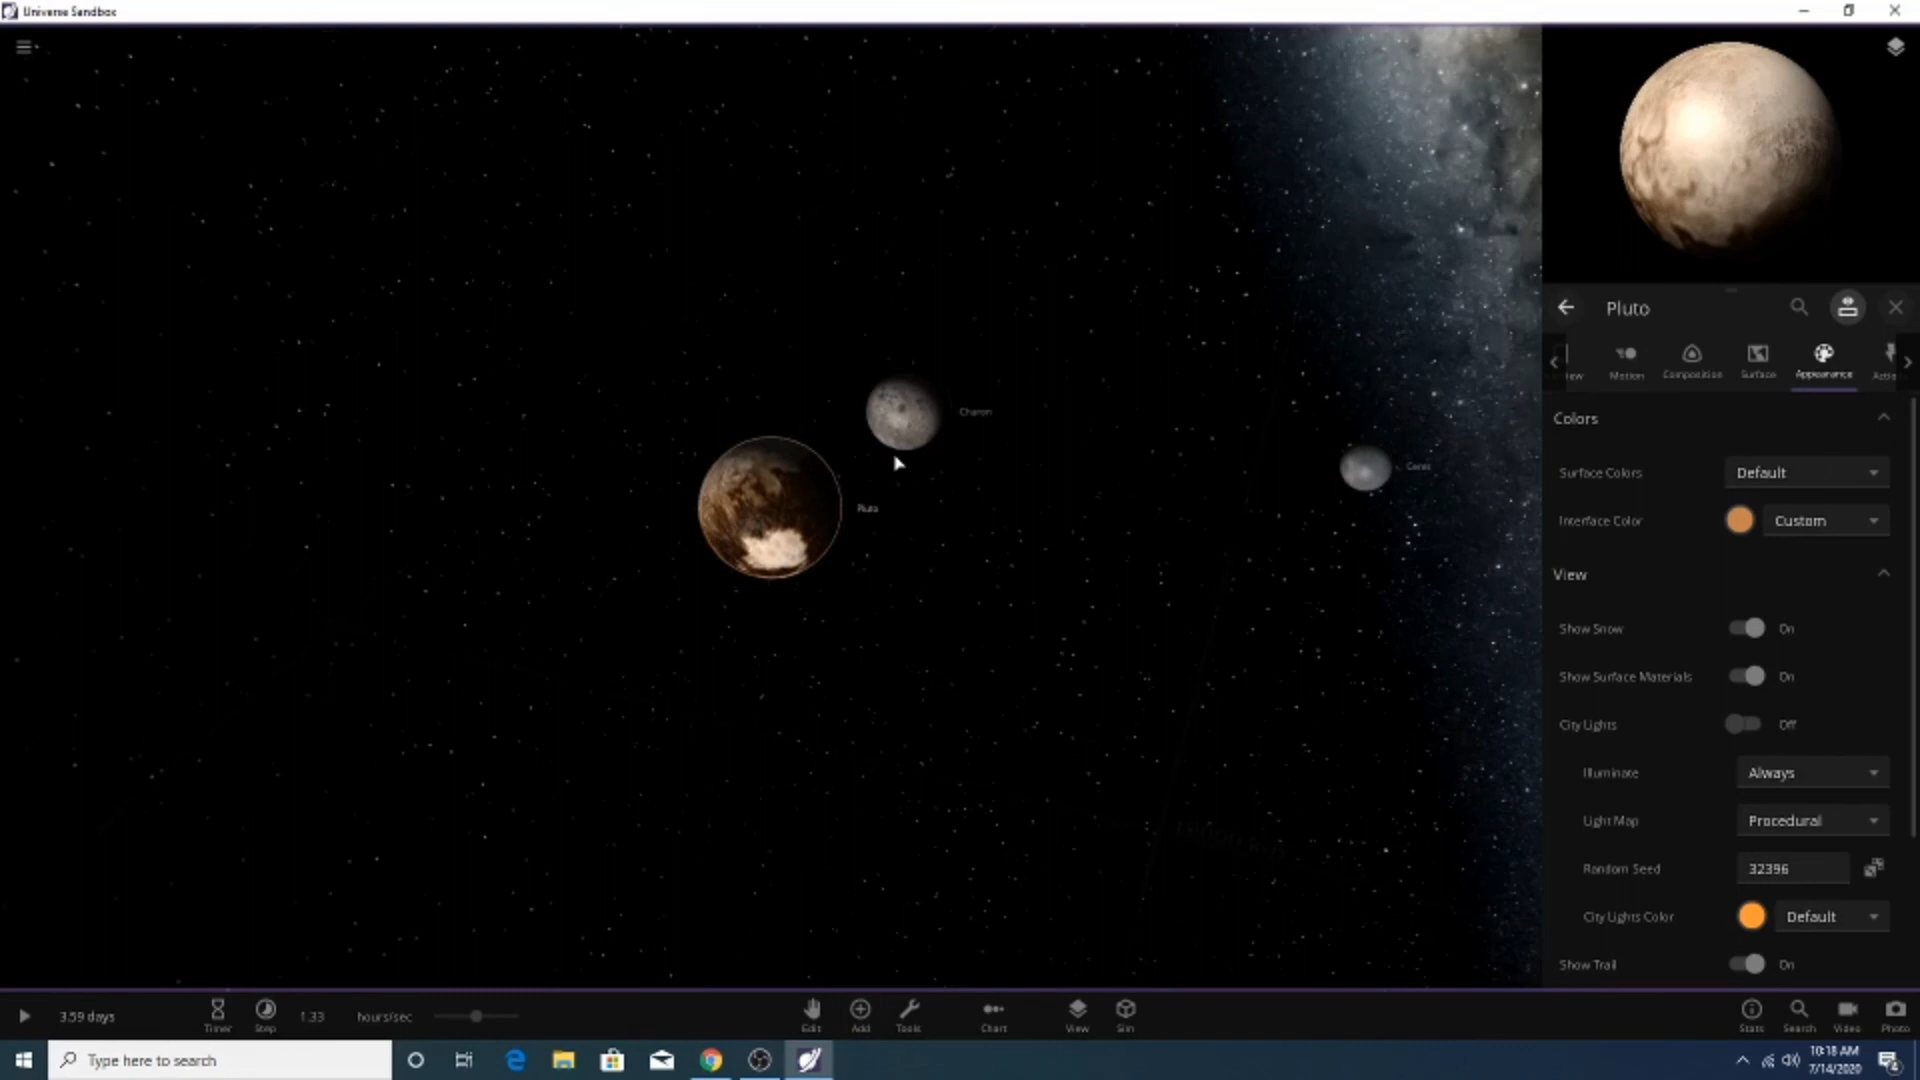 Universe Sandbox
Charon
Pluto
Ceres
Pluto
iew
Motion
Composition
Surface
Appearance
Colors
Surface Colors
Default
Interface Color
Custom
View
Show Snow
On
Show Surface Materials
On
City Lights
Off
Illuminate
Always
Light Map
Procedural
Random Seed
32396
City Lights Color
Default
Show Trail
On
3.59 days
Timer
Step
1.33
hours/sec
Edit
Add
Tools
Chart
View
Sim
Stats
Search
Video
Photo
Type here to search
10:18 AM
7/14/2020
4